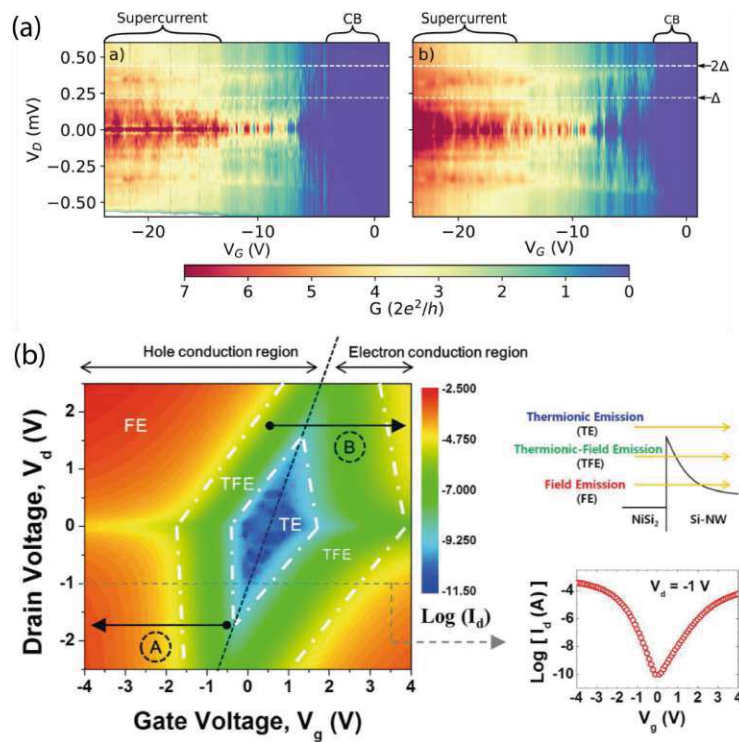 (a)
Supercurrent CB Supercurrent CB
a) b)
0.50
0.25
0.00
−0.25
−0.50
V_D (mV)
2Δ
Δ
−20 −10 0 −20 −10 0
V_G (V) V_G (V)
7 6 5 4 3 2 1 0
G (2e²/h)
(b)
Hole conduction region Electron conduction region
Drain Voltage, V_d (V)
2
1
0
-1
-2
FE
TFE
B
TE
TFE
A
-4 -3 -2 -1 0 1 2 3 4
Gate Voltage, V_g (V)
-2.500
-4.750
-7.000
-9.250
-11.50
Log (I_d)
Thermionic Emission
(TE)
Thermionic-Field Emission
(TFE)
Field Emission
(FE)
NiSi₂ Si-NW
Log [ I_d (A) ]
V_d = -1 V
-4
-6
-8
-10
-4 -3 -2 -1 0 1 2 3 4
V_g (V)